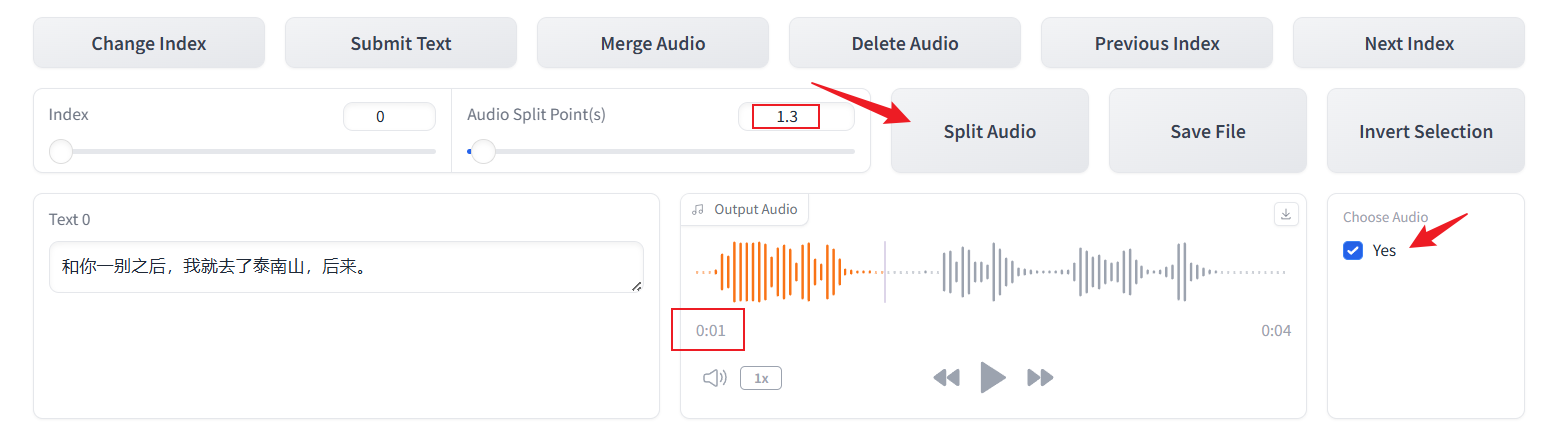 Change Index
Submit Text
Merge Audio
Delete Audio
Previous Index
Next Index
Index
0
Audio Split Point(s)
1.3
Split Audio
Save File
Invert Selection
Text 0
和你一别之后，我就去了泰南山，后来。
Output Audio
0:01
0:04
1x
Choose Audio
Yes